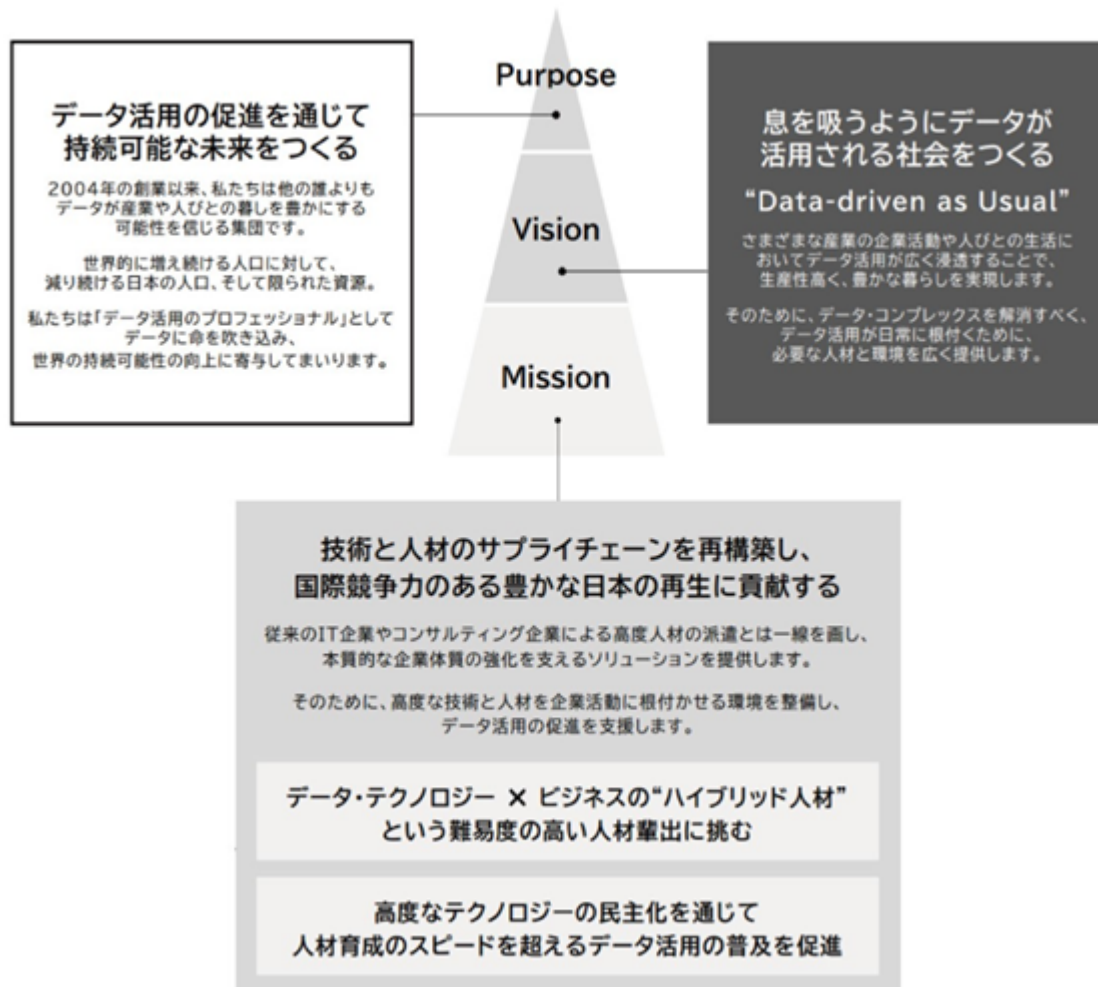 Purpose
データ活用の促進を通じて
持続可能な未来をつくる
2004年の創業以来、私たちは他の誰よりも
データが産業や人びとの暮しを豊かにする
可能性を信じる集団です。
世界的に増え続ける人口に対して、
減り続ける日本の人口、そして限られた資源。
私たちは「データ活用のプロフェッショナル」として
データに命を吹き込み、
世界の持続可能性の向上に寄与してまいります。
Vision
息を吸うようにデータが
活用される社会をつくる
“Data-driven as Usual”
さまざまな産業の企業活動や人びとの生活に
おいてデータ活用が広く浸透することで、
生産性高く、豊かな暮らしを実現します。
そのために、データ・コンプレックスを解消すべく、
データ活用が日常に根付くために、
必要な人材と環境を広く提供します。
Mission
技術と人材のサプライチェーンを再構築し、
国際競争力のある豊かな日本の再生に貢献する
従来のIT企業やコンサルティング企業による高度人材の派遣とは一線を画し、
本質的な企業体質の強化を支えるソリューションを提供します。
そのために、高度な技術と人材を企業活動に根付かせる環境を整備し、
データ活用の促進を支援します。
データ・テクノロジー × ビジネスの“ハイブリッド人材”
という難易度の高い人材輩出に挑む
高度なテクノロジーの民主化を通じて
人材育成のスピードを超えるデータ活用の普及を促進